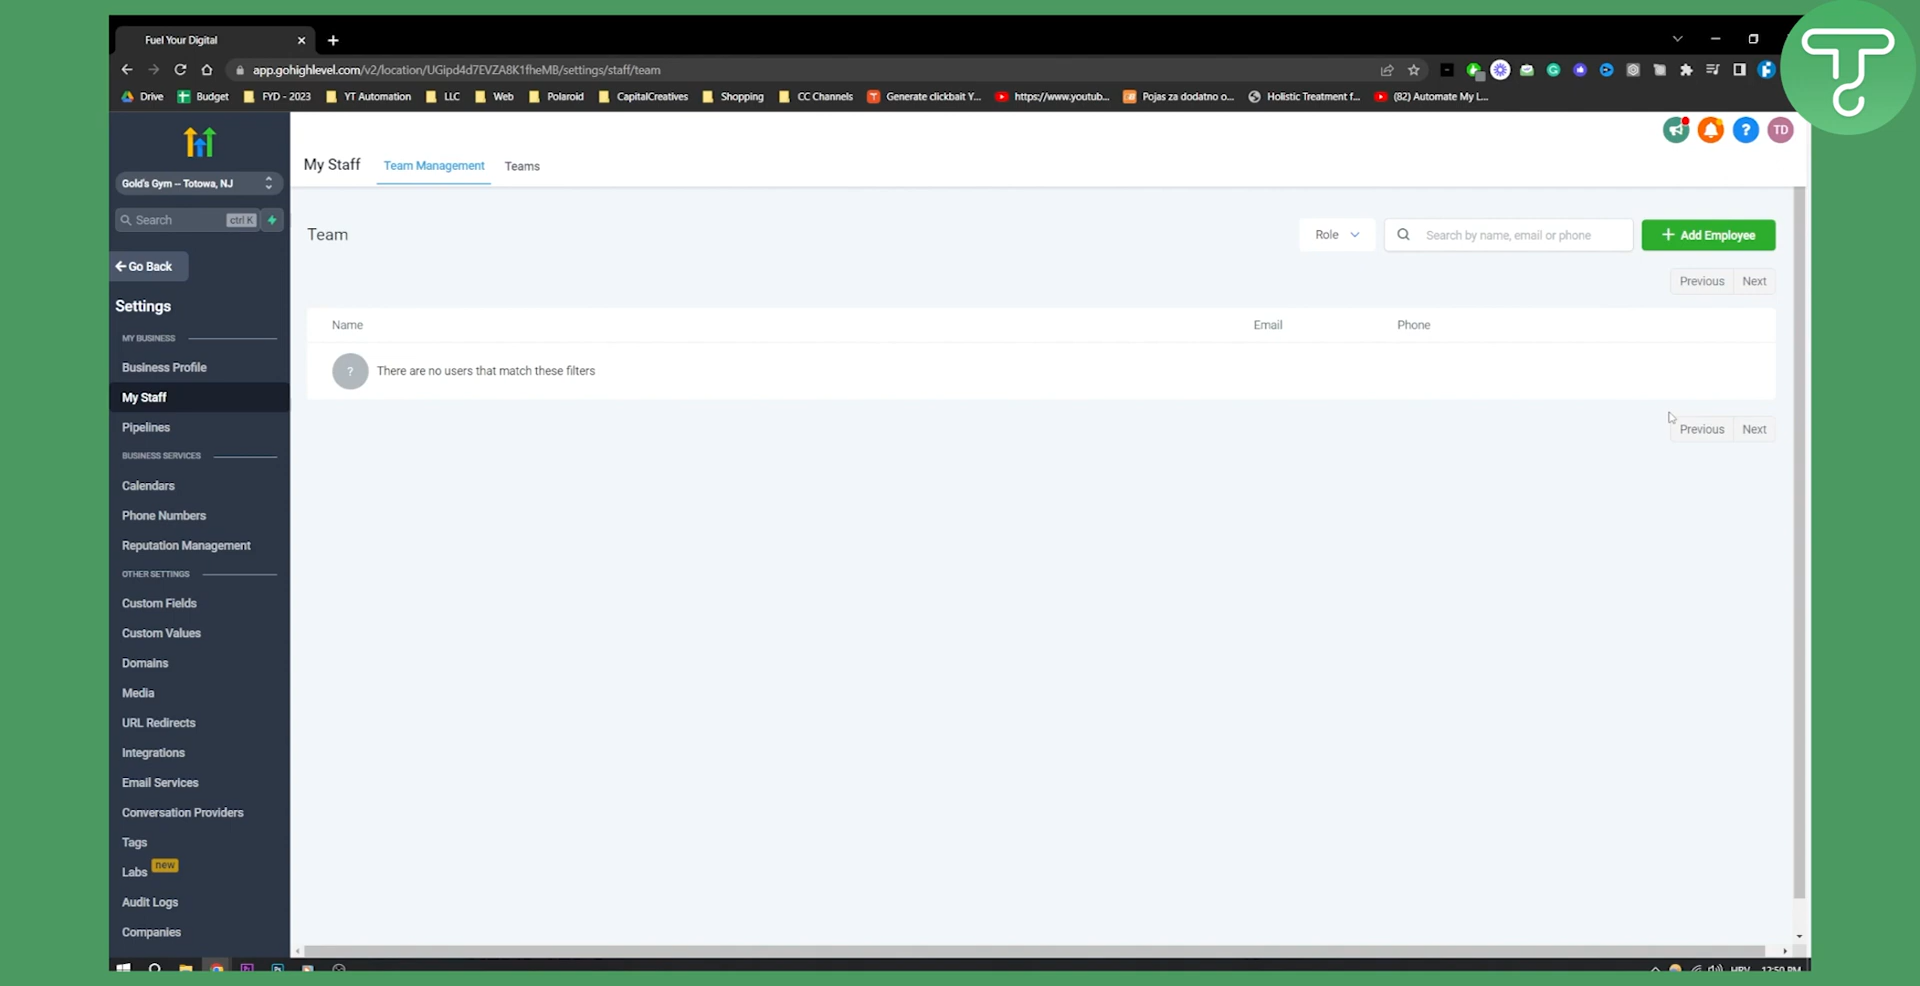 Fuel Your Digital
app.gohighlevel.com/v2/location/UGipd4d7EVZA8K1fheMB/settings/staff/team
Drive Budget FYD - 2023 YT Automation LLC Web Polaroid CapitalCreatives Shopping CC Channels Generate clickbait Y... https://www.youtub... Pojas za dodatno o... Holistic Treatment f... (82) Automate My L...
TD
My Staff Team Management Teams
Gold's Gym -- Totowa, NJ
Search ctrl K
Go Back
Settings
MY BUSINESS
Business Profile
My Staff
Pipelines
BUSINESS SERVICES
Calendars
Phone Numbers
Reputation Management
OTHER SETTINGS
Custom Fields
Custom Values
Domains
Media
URL Redirects
Integrations
Email Services
Conversation Providers
Tags
Labs new
Audit Logs
Companies
Team
Role
Search by name, email or phone
+ Add Employee
Previous Next
Name Email Phone
? There are no users that match these filters
Previous Next
HRV 12:50 PM